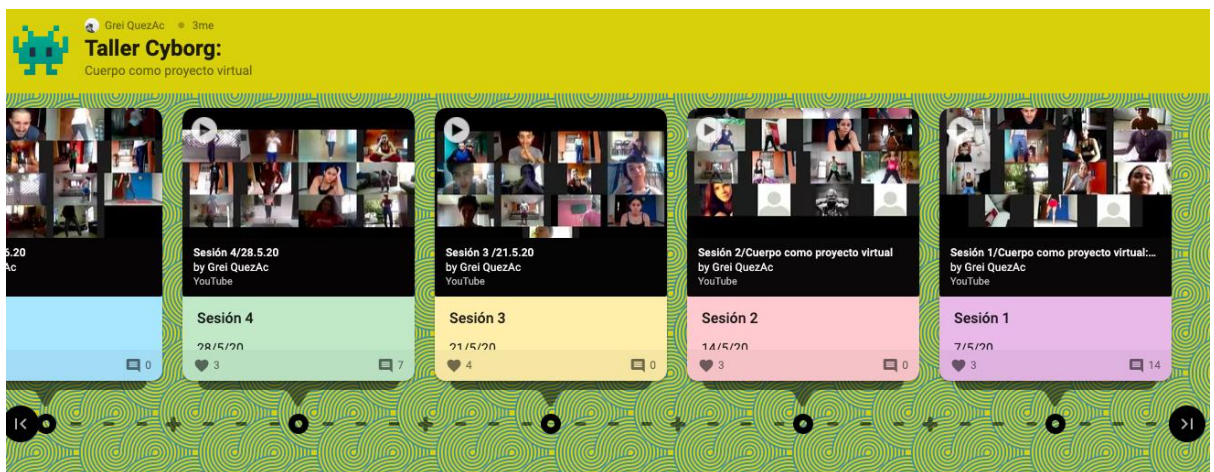 Grei QuezAc • 3me
Taller Cyborg:
Cuerpo como proyecto virtual
6.20
Ac
0
Sesión 4/28.5.20
by Grei QuezAc
YouTube
Sesión 4
28/5/20
3 7
Sesión 3 /21.5.20
by Grei QuezAc
YouTube
Sesión 3
21/5/20
4 0
Sesión 2/Cuerpo como proyecto virtual
by Grei QuezAc
YouTube
Sesión 2
14/5/20
3 0
Sesión 1/Cuerpo como proyecto virtual:...
by Grei QuezAc
YouTube
Sesión 1
7/5/20
3 14